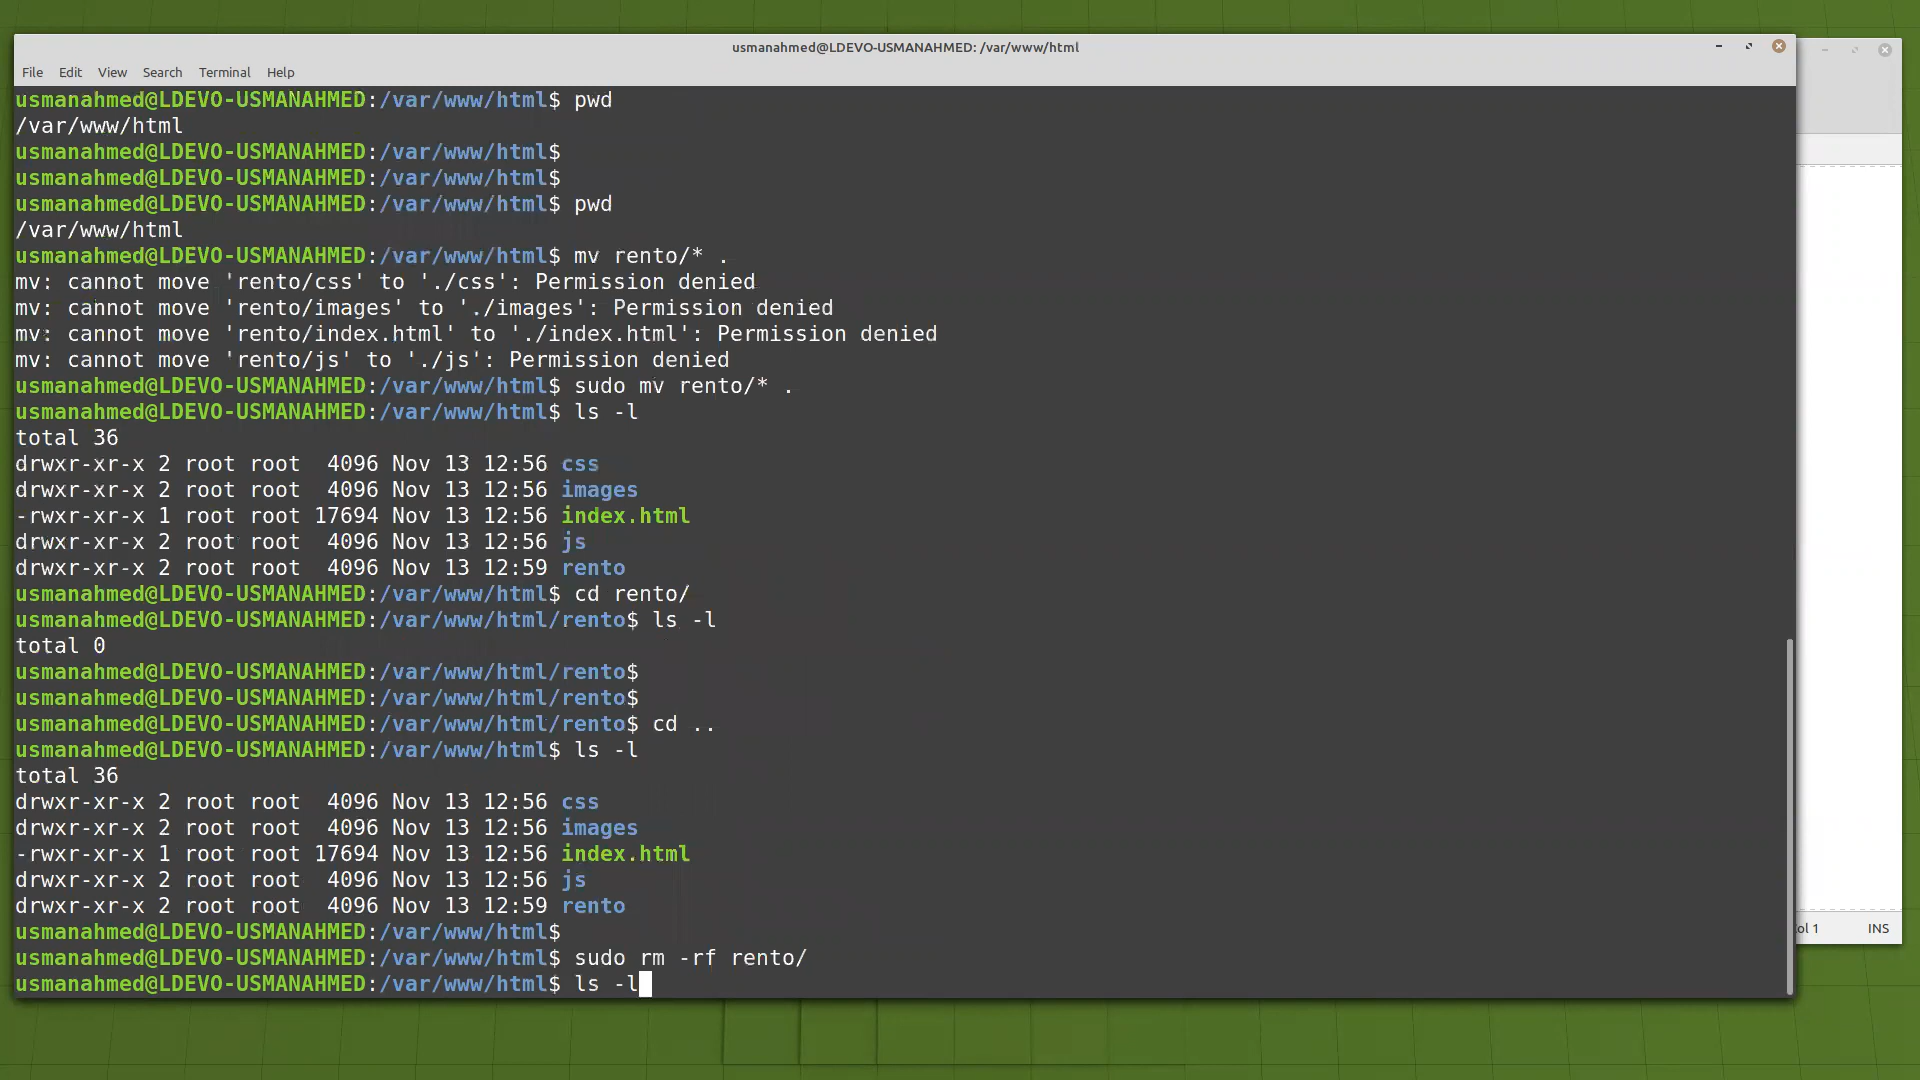 usmanahmed@LDEVO-USMANAHMED: /var/www/html
File Edit View Search Terminal Help
usmanahmed@LDEVO-USMANAHMED:/var/www/html$ pwd
/var/www/html
usmanahmed@LDEVO-USMANAHMED:/var/www/html$
usmanahmed@LDEVO-USMANAHMED:/var/www/html$
usmanahmed@LDEVO-USMANAHMED:/var/www/html$ pwd
/var/www/html
usmanahmed@LDEVO-USMANAHMED:/var/www/html$ mv rento/* .
mv: cannot move 'rento/css' to './css': Permission denied
mv: cannot move 'rento/images' to './images': Permission denied
mv: cannot move 'rento/index.html' to './index.html': Permission denied
mv: cannot move 'rento/js' to './js': Permission denied
usmanahmed@LDEVO-USMANAHMED:/var/www/html$ sudo mv rento/* .
usmanahmed@LDEVO-USMANAHMED:/var/www/html$ ls -l
total 36
drwxr-xr-x 2 root root  4096 Nov 13 12:56 css
drwxr-xr-x 2 root root  4096 Nov 13 12:56 images
-rwxr-xr-x 1 root root 17694 Nov 13 12:56 index.html
drwxr-xr-x 2 root root  4096 Nov 13 12:56 js
drwxr-xr-x 2 root root  4096 Nov 13 12:59 rento
usmanahmed@LDEVO-USMANAHMED:/var/www/html$ cd rento/
usmanahmed@LDEVO-USMANAHMED:/var/www/html/rento$ ls -l
total 0
usmanahmed@LDEVO-USMANAHMED:/var/www/html/rento$
usmanahmed@LDEVO-USMANAHMED:/var/www/html/rento$
usmanahmed@LDEVO-USMANAHMED:/var/www/html/rento$ cd ..
usmanahmed@LDEVO-USMANAHMED:/var/www/html$ ls -l
total 36
drwxr-xr-x 2 root root  4096 Nov 13 12:56 css
drwxr-xr-x 2 root root  4096 Nov 13 12:56 images
-rwxr-xr-x 1 root root 17694 Nov 13 12:56 index.html
drwxr-xr-x 2 root root  4096 Nov 13 12:56 js
drwxr-xr-x 2 root root  4096 Nov 13 12:59 rento
usmanahmed@LDEVO-USMANAHMED:/var/www/html$
usmanahmed@LDEVO-USMANAHMED:/var/www/html$ sudo rm -rf rento/
usmanahmed@LDEVO-USMANAHMED:/var/www/html$ ls -l
ol 1 INS